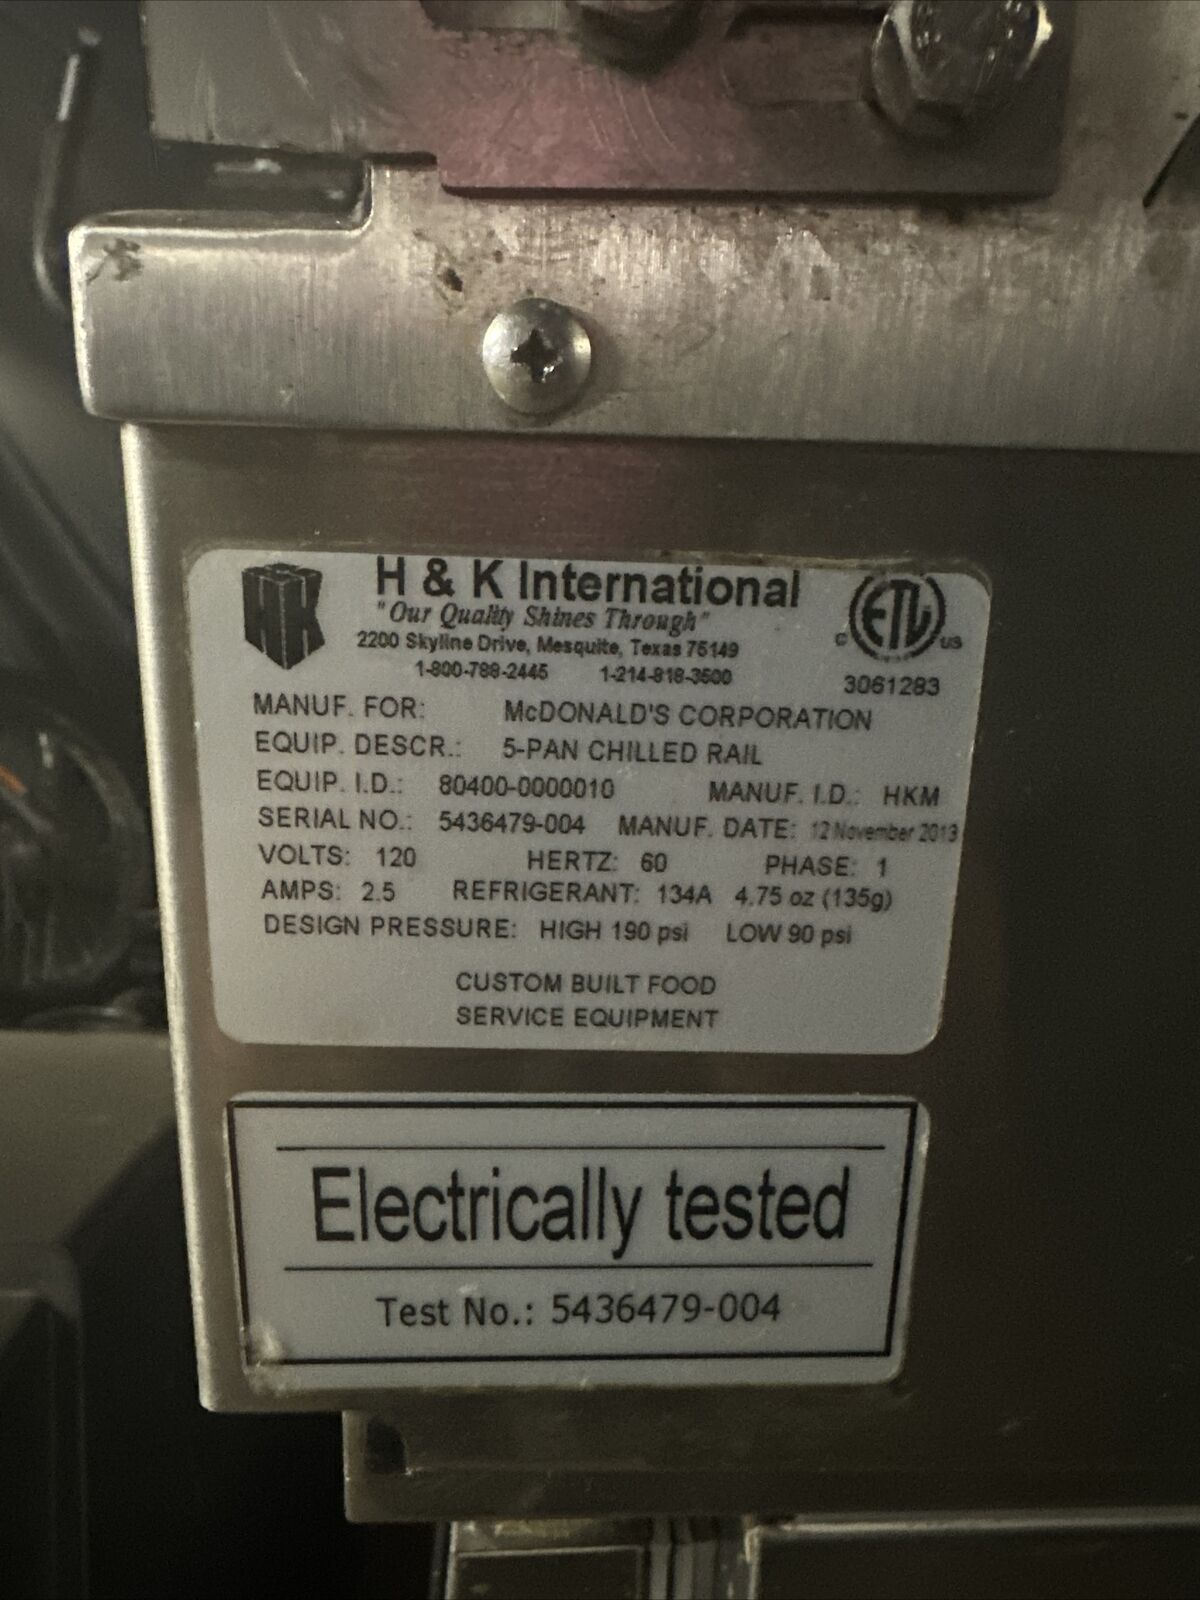 HK
H & K International
"Our Quality Shines Through"
2200 Skyline Drive, Mesquite, Texas 75149
1-800-788-2445 1-214-818-3500
ETL
C US
3061283
MANUF. FOR: McDONALD'S CORPORATION
EQUIP. DESCR.: 5-PAN CHILLED RAIL
EQUIP. I.D.: 80400-0000010 MANUF. I.D.: HKM
SERIAL NO.: 5436479-004 MANUF. DATE: 12 November 2013
VOLTS: 120 HERTZ: 60 PHASE: 1
AMPS: 2.5 REFRIGERANT: 134A 4.75 oz (135g)
DESIGN PRESSURE: HIGH 190 psi LOW 90 psi
CUSTOM BUILT FOOD
SERVICE EQUIPMENT
Electrically tested
Test No.: 5436479-004